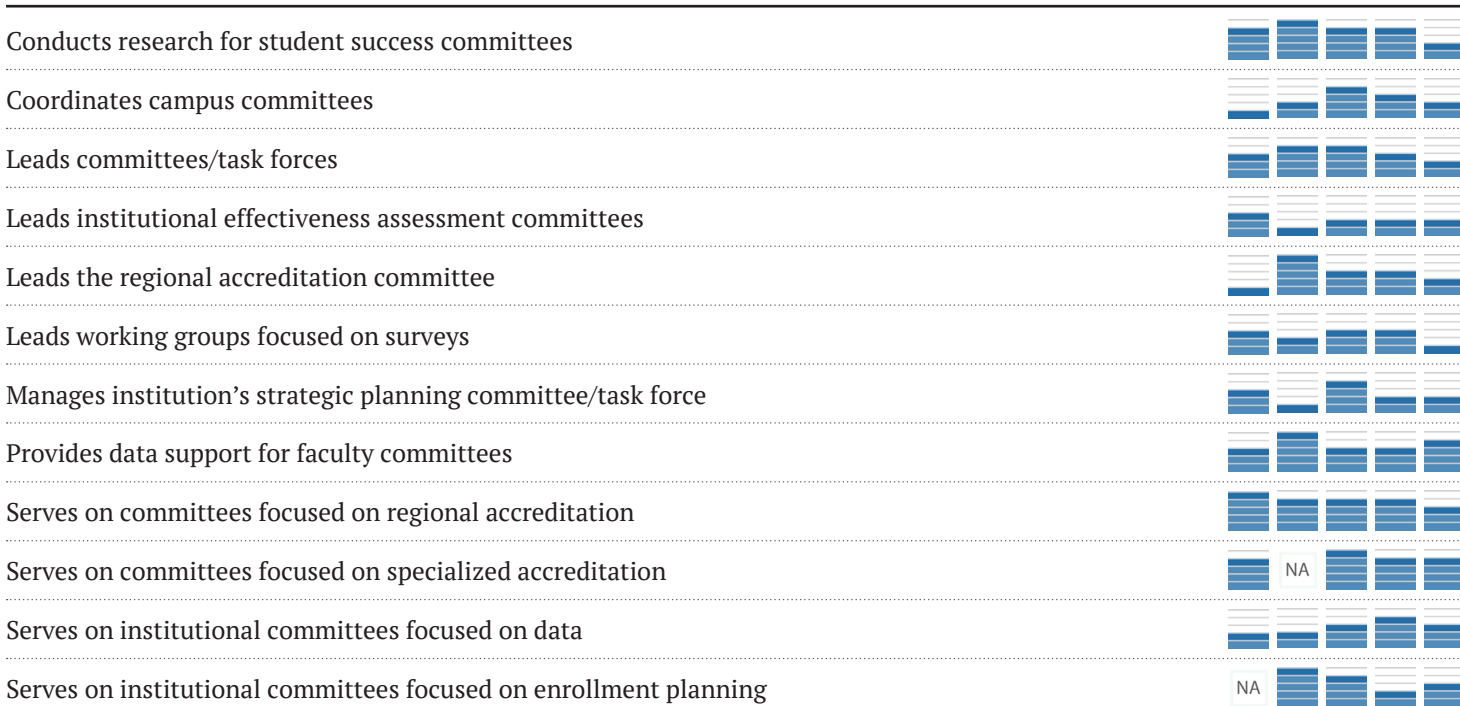 Conducts research for student success committees
Coordinates campus committees
Leads committees/task forces
Leads institutional effectiveness assessment committees
Leads the regional accreditation committee
Leads working groups focused on surveys
Manages institution’s strategic planning committee/task force
Provides data support for faculty committees
Serves on committees focused on regional accreditation
Serves on committees focused on specialized accreditation NA
Serves on institutional committees focused on data
Serves on institutional committees focused on enrollment planning NA